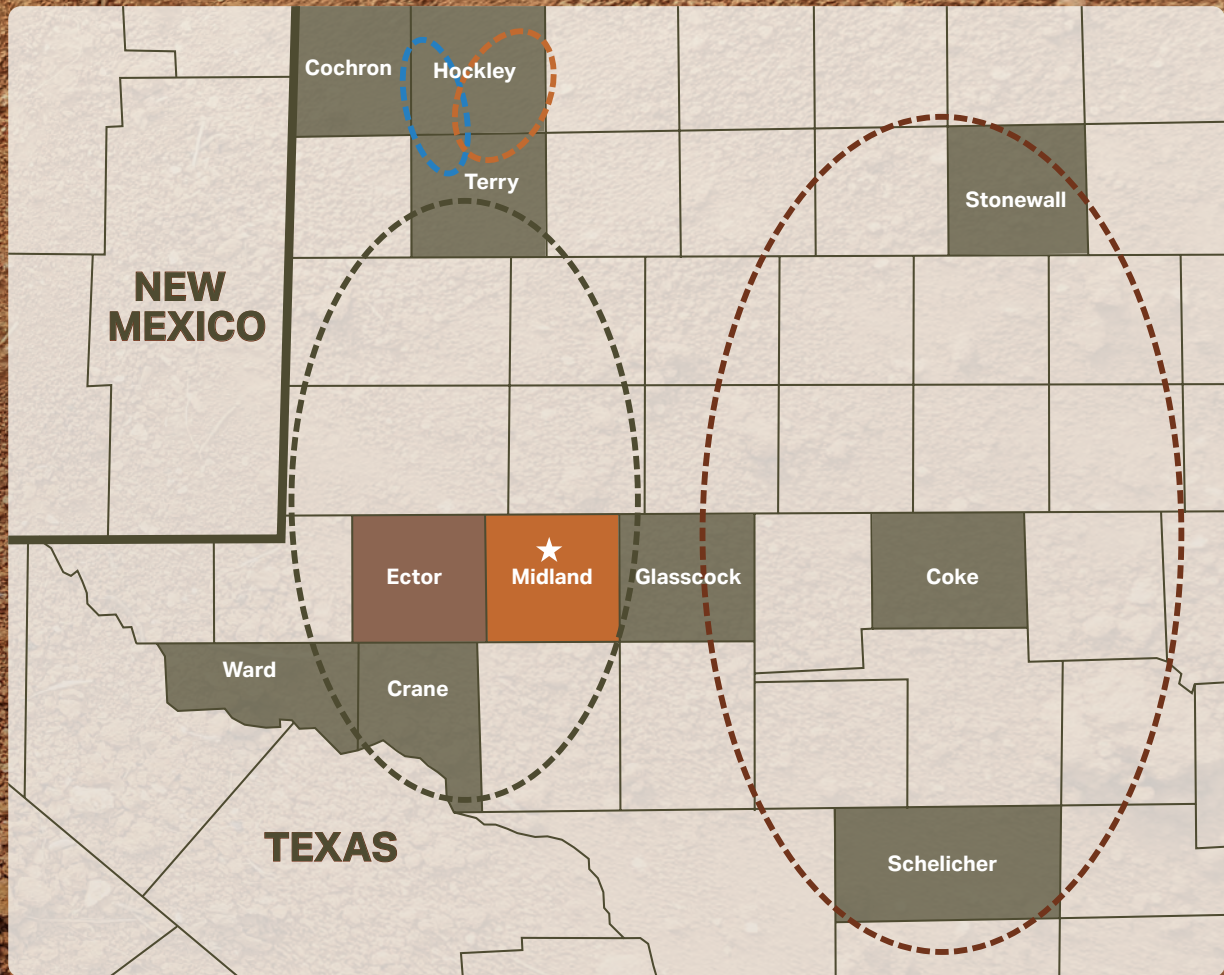 Cochron
Hockley
Terry
Stonewall
NEW
MEXICO
Ector
Midland
Glasscock
Coke
Ward
Crane
TEXAS
Schelicher